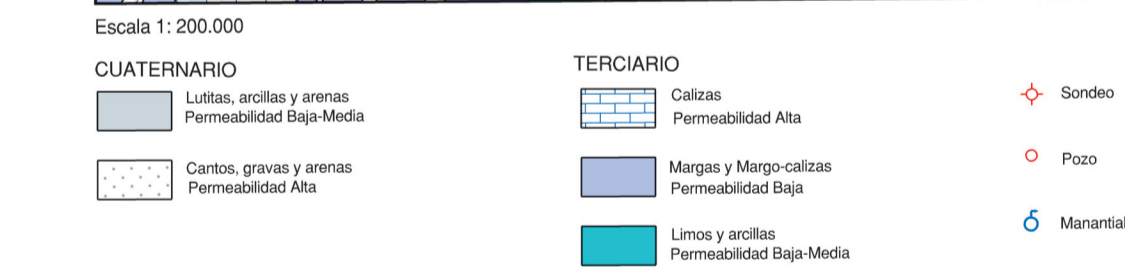 Escala 1: 200.000
CUATERNARIO
Lutitas, arcillas y arenas
Permeabilidad Baja-Media
Cantos, gravas y arenas
Permeabilidad Alta
TERCIARIO
Calizas
Permeabilidad Alta
Margas y Margo-calizas
Permeabilidad Baja
Limos y arcillas
Permeabilidad Baja-Media
Sondeo
Pozo
Manantial